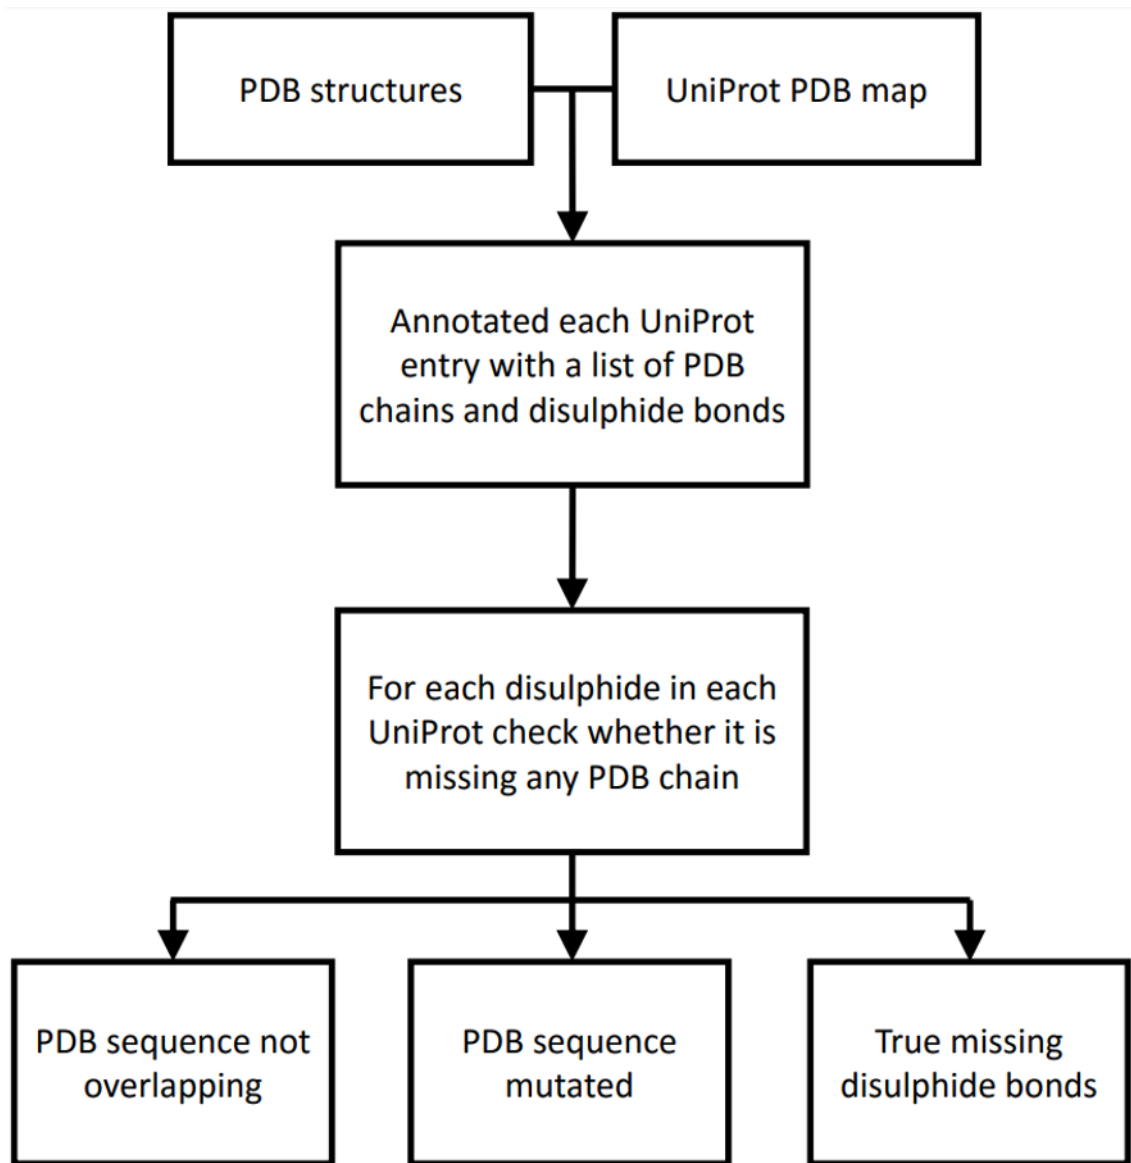 PDB structures
UniProt PDB map
Annotated each UniProt
entry with a list of PDB
chains and disulphide bonds
For each disulphide in each
UniProt check whether it is
missing any PDB chain
PDB sequence not
overlapping
PDB sequence
mutated
True missing
disulphide bonds